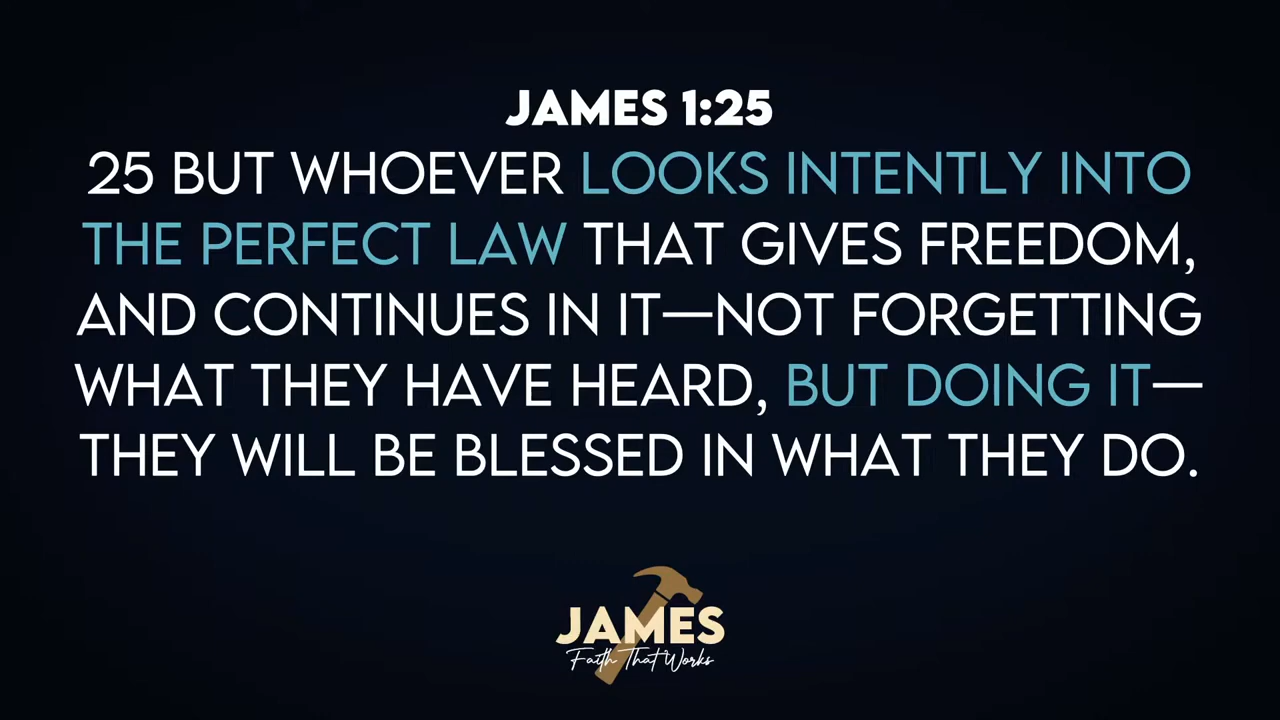 JAMES 1:25
25 BUT WHOEVER LOOKS INTENTLY INTO
THE PERFECT LAW THAT GIVES FREEDOM,
AND CONTINUES IN IT—NOT FORGETTING
WHAT THEY HAVE HEARD, BUT DOING IT—
THEY WILL BE BLESSED IN WHAT THEY DO.
JAMES
Faith That Works